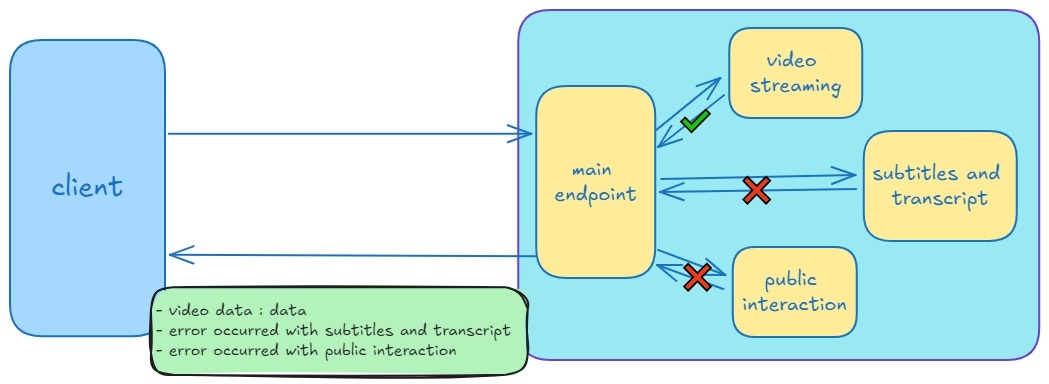 client
main
endpoint
video
streaming
subtitles and
transcript
public
interaction
- video data : data
- error occurred with subtitles and transcript
- error occurred with public interaction